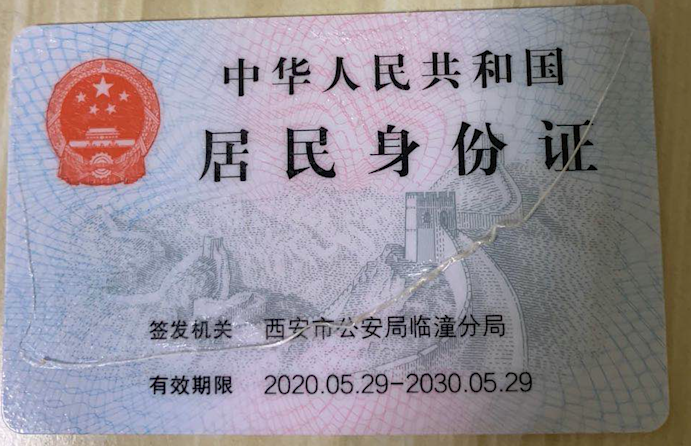 中华人民共和国
居民身份证
签发机关 西安市公安局临潼分局
有效期限 2020.05.29-2030.05.29